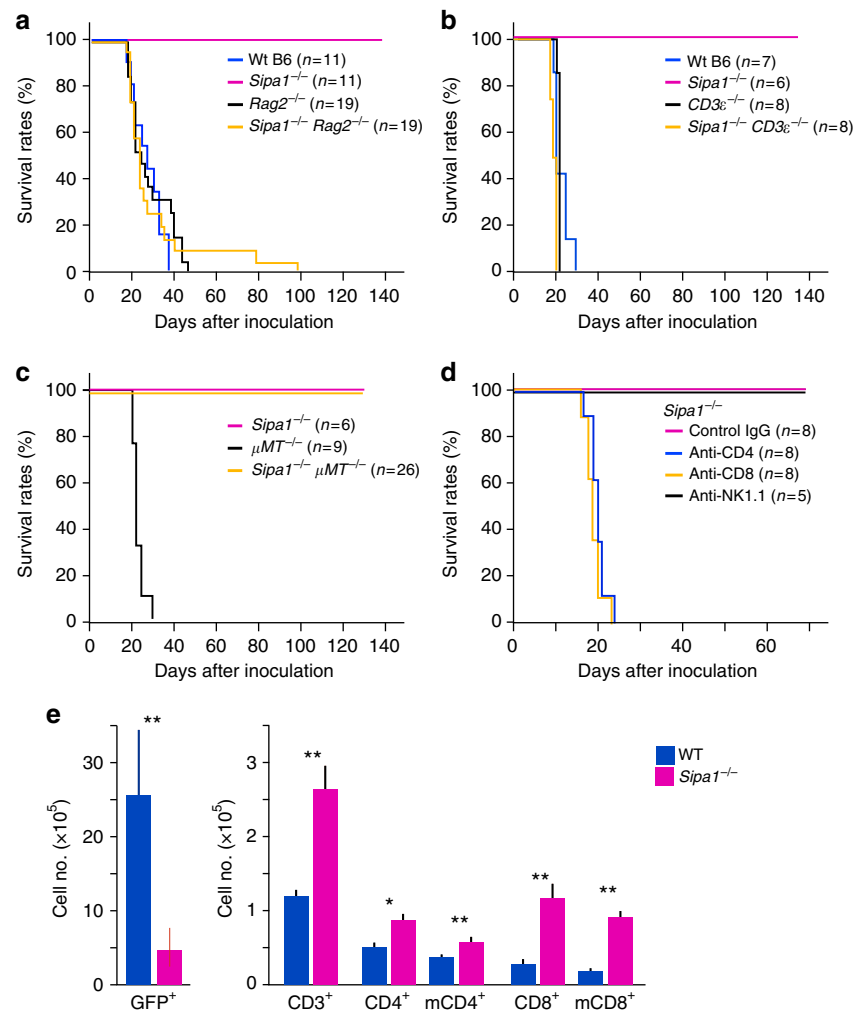 a
Survival rates (%)
100
80
60
40
20
0
Wt B6 (n=11)
Sipa1–/– (n=11)
Rag2–/– (n=19)
Sipa1–/– Rag2–/– (n=19)
0 20 40 60 80 100 120 140
Days after inoculation
b
Survival rates (%)
100
80
60
40
20
0
Wt B6 (n=7)
Sipa1–/– (n=6)
CD3ε–/– (n=8)
Sipa1–/– CD3ε–/– (n=8)
0 20 40 60 80 100 120 140
Days after inoculation
c
Survival rates (%)
100
80
60
40
20
0
Sipa1–/– (n=6)
μMT–/– (n=9)
Sipa1–/– μMT–/– (n=26)
0 20 40 60 80 100 120 140
Days after inoculation
d
Survival rates (%)
100
80
60
40
20
0
Sipa1–/–
Control IgG (n=8)
Anti-CD4 (n=8)
Anti-CD8 (n=8)
Anti-NK1.1 (n=5)
0 20 40 60
Days after inoculation
e
Cell no. (×10⁵)
30
20
10
5
0
**
GFP+
Cell no. (×10⁵)
3
2
1
0
** * ** ** **
CD3+ CD4+ mCD4+ CD8+ mCD8+
WT
Sipa1–/–